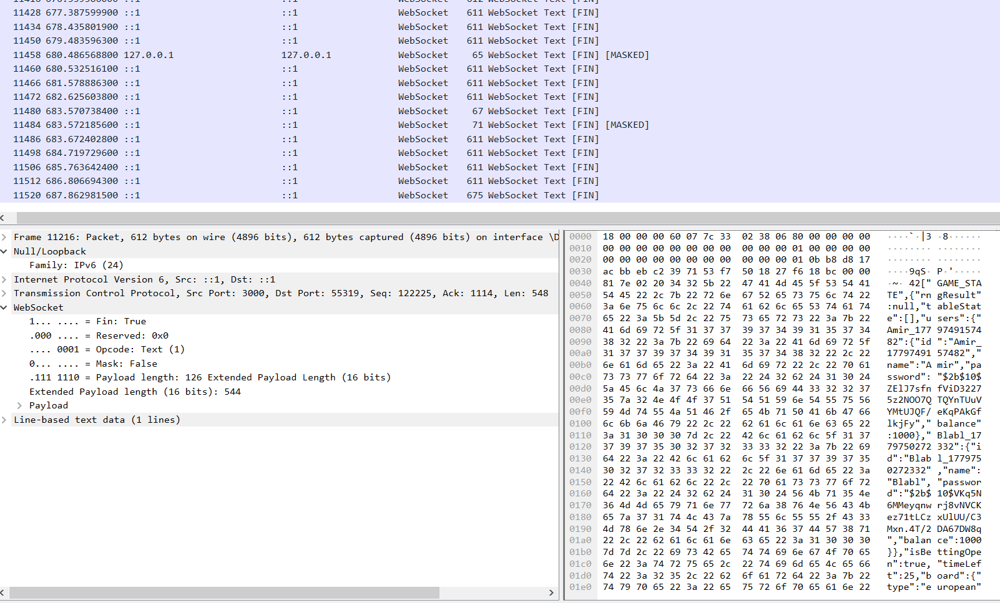 11428 677.387599900 ::1 ::1 WebSocket 611 WebSocket Text [FIN]
11434 678.435801900 ::1 ::1 WebSocket 611 WebSocket Text [FIN]
11450 679.483596300 ::1 ::1 WebSocket 611 WebSocket Text [FIN]
11458 680.486568800 127.0.0.1 127.0.0.1 WebSocket 65 WebSocket Text [FIN] [MASKED]
11460 680.532516100 ::1 ::1 WebSocket 611 WebSocket Text [FIN]
11466 681.578886300 ::1 ::1 WebSocket 611 WebSocket Text [FIN]
11472 682.625603800 ::1 ::1 WebSocket 611 WebSocket Text [FIN]
11480 683.570738400 ::1 ::1 WebSocket 67 WebSocket Text [FIN]
11484 683.572185600 ::1 ::1 WebSocket 71 WebSocket Text [FIN] [MASKED]
11486 683.672402800 ::1 ::1 WebSocket 611 WebSocket Text [FIN]
11498 684.719729600 ::1 ::1 WebSocket 611 WebSocket Text [FIN]
11506 685.763642400 ::1 ::1 WebSocket 611 WebSocket Text [FIN]
11512 686.806694300 ::1 ::1 WebSocket 611 WebSocket Text [FIN]
11520 687.862981500 ::1 ::1 WebSocket 675 WebSocket Text [FIN]
Frame 11216: Packet, 612 bytes on wire (4896 bits), 612 bytes captured (4896 bits) on interface \D
Null/Loopback
Family: IPv6 (24)
Internet Protocol Version 6, Src: ::1, Dst: ::1
Transmission Control Protocol, Src Port: 3000, Dst Port: 55319, Seq: 122225, Ack: 1114, Len: 548
WebSocket
1... .... = Fin: True
.000 .... = Reserved: 0x0
.... 0001 = Opcode: Text (1)
0... .... = Mask: False
.111 1110 = Payload length: 126 Extended Payload Length (16 bits)
Extended Payload length (16 bits): 544
Payload
Line-based text data (1 lines)
0000 18 00 00 00 60 07 7c 33 02 38 06 80 00 00 00 00 ····`·|3 ·8······
0010 00 00 00 00 00 00 00 00 00 00 00 01 00 00 00 00 ········ ········
0020 00 00 00 00 00 00 00 00 00 00 00 01 0b b8 d8 17 ········ ········
0030 ac bb eb c2 39 71 53 f7 50 18 27 f6 18 bc 00 00 ····9qS· P·'·····
0040 81 7e 02 20 34 32 5b 22 47 41 4d 45 5f 53 54 41 ·~· 42[" GAME_STA
0050 54 45 22 2c 7b 22 72 6e 67 52 65 73 75 6c 74 22 TE",{"rn gResult"
0060 3a 6e 75 6c 6c 2c 22 74 61 62 6c 65 53 74 61 74 :null,"t ableStat
0070 65 22 3a 5b 5d 2c 22 75 73 65 72 73 22 3a 7b 22 e":[],"u sers":{"
0080 41 6d 69 72 5f 31 37 37 39 37 34 39 31 35 37 34 Amir_177 97491574
0090 38 32 22 3a 7b 22 69 64 22 3a 22 41 6d 69 72 5f 82":{"id ":"Amir_
00a0 31 37 37 39 37 34 39 31 35 37 34 38 32 22 2c 22 17797491 57482","
00b0 6e 61 6d 65 22 3a 22 41 6d 69 72 22 2c 22 70 61 name":"A mir","pa
00c0 73 73 77 6f 72 64 22 3a 22 24 32 62 24 31 30 24 ssword": "$2b$10$
00d0 5a 45 6c 4a 37 73 66 6e 66 56 69 44 33 32 32 37 ZElJ7sfn fViD3227
00e0 35 7a 32 4e 4f 4f 37 51 54 51 59 6e 54 55 75 56 5z2NOO7Q TQYnTUuV
00f0 59 4d 74 55 4a 51 46 2f 65 4b 71 50 41 6b 47 66 YMtUJQF/ eKqPAkGf
0100 6c 6b 6a 46 79 22 2c 22 62 61 6c 61 6e 63 65 22 lkjFy"," balance"
0110 3a 31 30 30 30 7d 2c 22 42 6c 61 62 6c 5f 31 37 :1000}," Blabl_17
0120 37 39 37 35 30 32 37 32 33 33 32 22 3a 7b 22 69 79750272 332":{"i
0130 64 22 3a 22 42 6c 61 62 6c 5f 31 37 37 39 37 35 d":"Blab l_177975
0140 30 32 37 32 33 33 32 22 2c 22 6e 61 6d 65 22 3a 0272332" ,"name":
0150 22 42 6c 61 62 6c 22 2c 22 70 61 73 73 77 6f 72 "Blabl", "passwor
0160 64 22 3a 22 24 32 62 24 31 30 24 56 4b 71 35 4e d":"$2b$ 10$VKq5N
0170 36 4d 4d 65 79 71 6e 77 72 6a 38 76 4e 56 43 4b 6MMeyqnw rj8vNVCK
0180 65 7a 37 31 74 4c 43 7a 78 55 6c 55 55 2f 43 33 ez71tLCz xUlUU/C3
0190 4d 78 6e 2e 34 54 2f 32 44 41 36 37 44 57 38 71 Mxn.4T/2 DA67DW8q
01a0 22 2c 22 62 61 6c 61 6e 63 65 22 3a 31 30 30 30 ","balan ce":1000
01b0 7d 7d 2c 22 69 73 42 65 74 74 69 6e 67 4f 70 65 }},"isBe ttingOpe
01c0 6e 22 3a 74 72 75 65 2c 22 74 69 6d 65 4c 65 66 n":true, "timeLef
01d0 74 22 3a 32 35 2c 22 62 6f 61 72 64 22 3a 7b 22 t":25,"b oard":{"
01e0 74 79 70 65 22 3a 22 65 75 72 6f 70 65 61 6e 22 type":"e uropean"